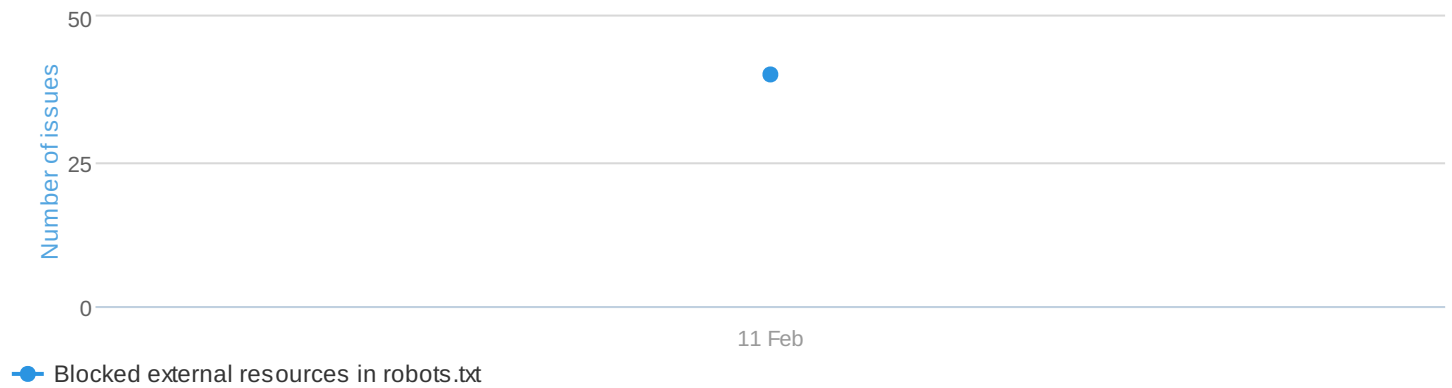 50
Number of issues
25
0
11 Feb
Blocked external resources in robots.txt